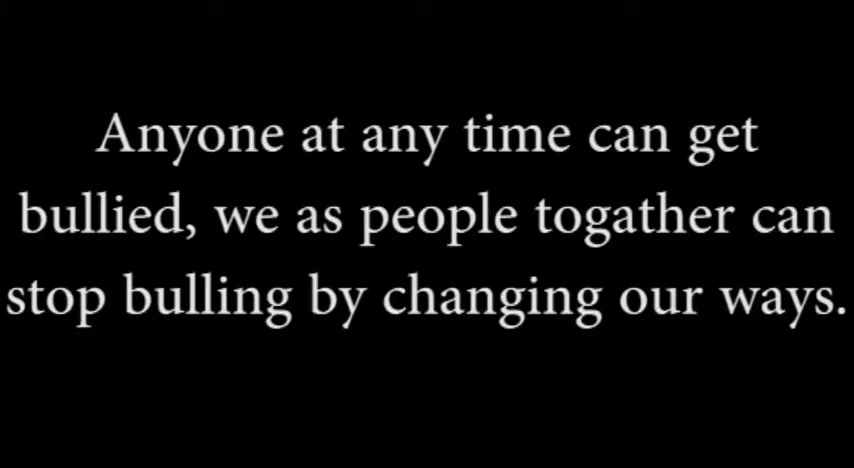 Anyone at any time can get
bullied, we as people togather can
stop bulling by changing our ways.